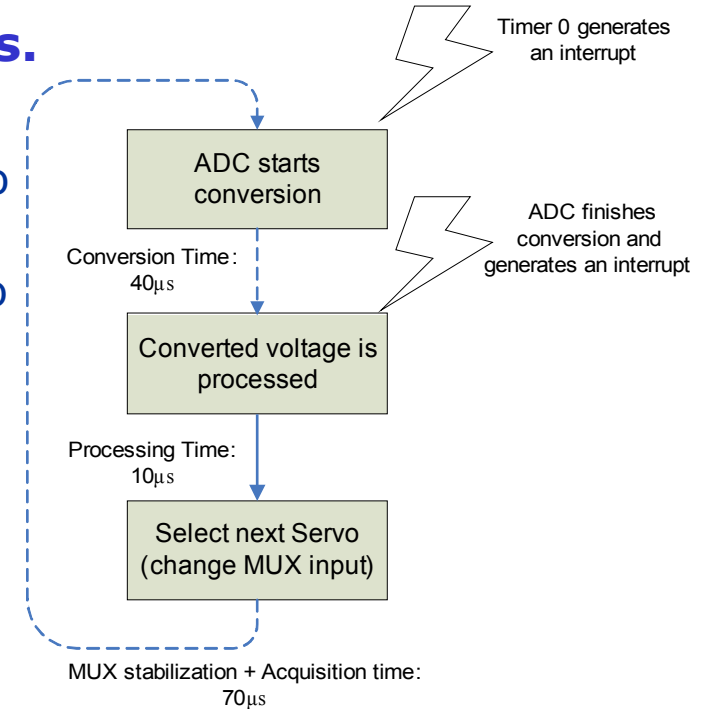 s.
Timer 0 generates
an interrupt
ADC starts
conversion
o
ADC finishes
conversion and
generates an interrupt
Conversion Time:
40μs
o
Converted voltage is
processed
Processing Time:
10μs
Select next Servo
(change MUX input)
MUX stabilization + Acquisition time:
70μs